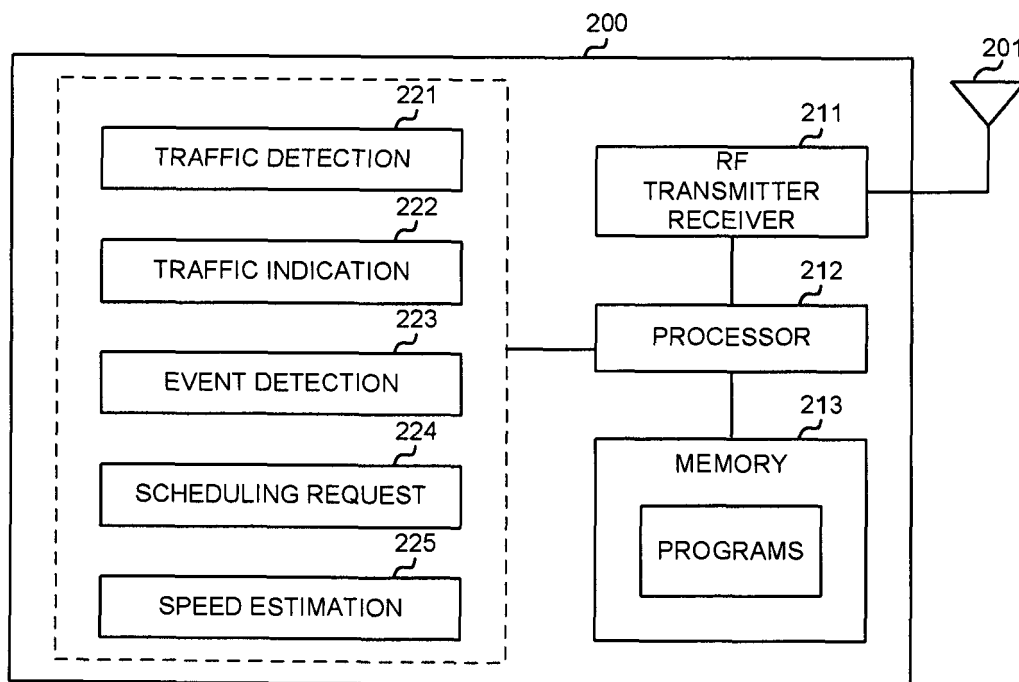 200
201
221
TRAFFIC DETECTION
222
TRAFFIC INDICATION
223
EVENT DETECTION
224
SCHEDULING REQUEST
225
SPEED ESTIMATION
211
RF
TRANSMITTER
RECEIVER
212
PROCESSOR
213
MEMORY
PROGRAMS